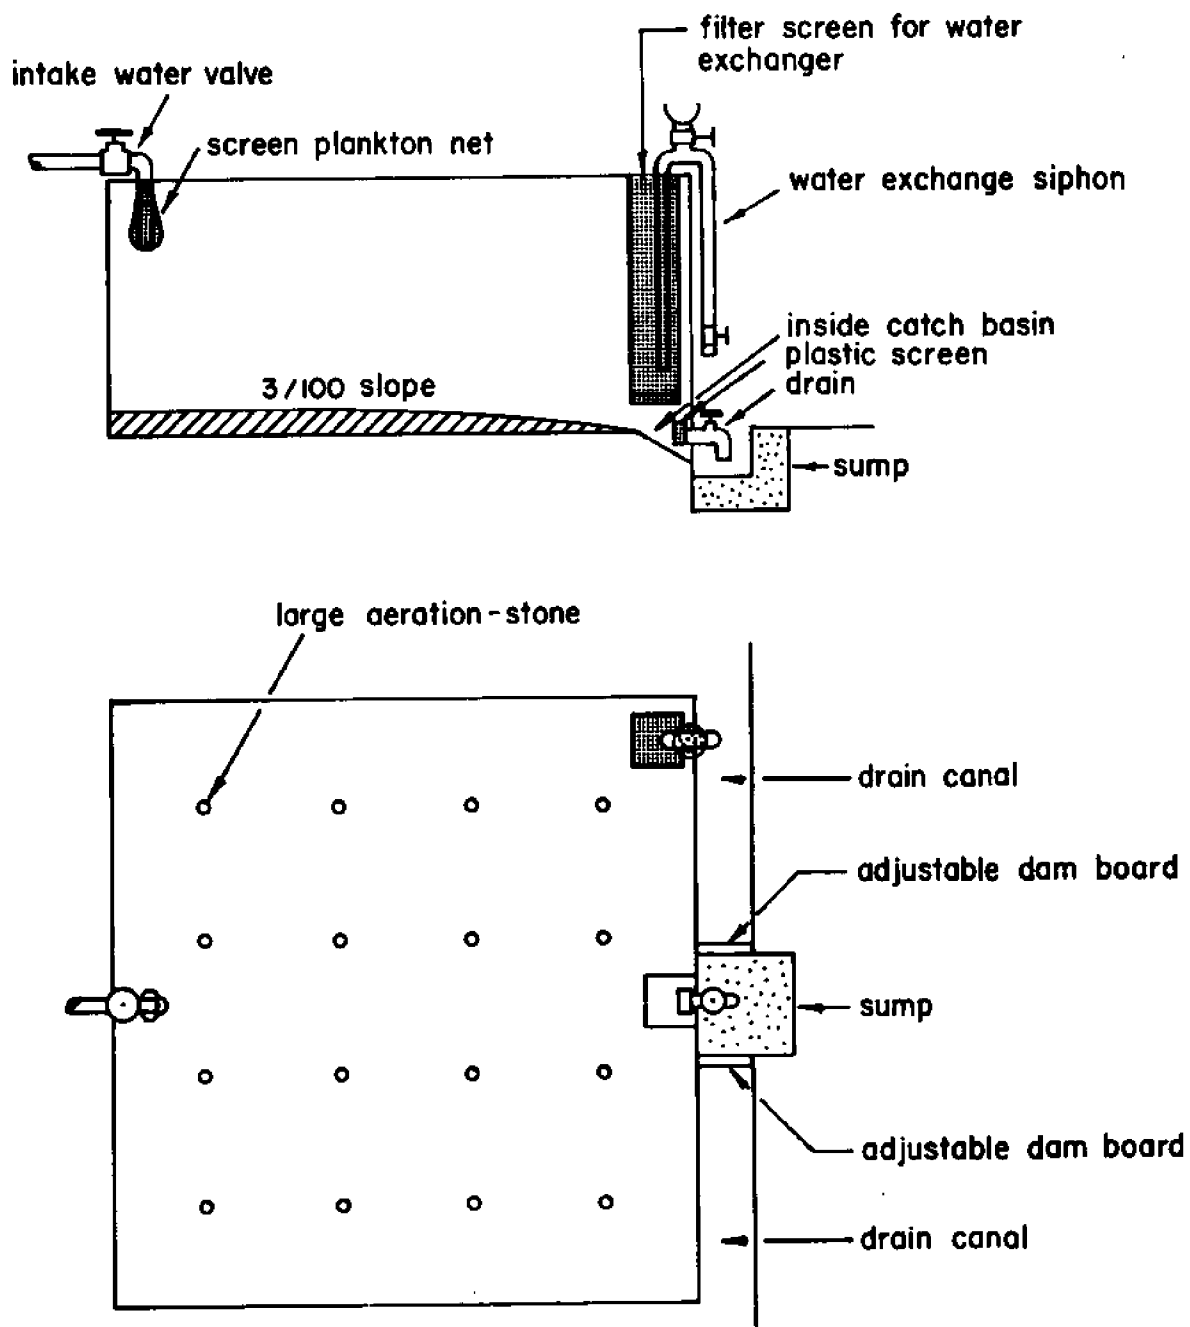 filter screen for water
exchanger
intake water valve
screen plankton net
water exchange siphon
inside catch basin
plastic screen
drain
3/100 slope
sump
large aeration-stone
drain canal
adjustable dam board
sump
adjustable dam board
drain canal